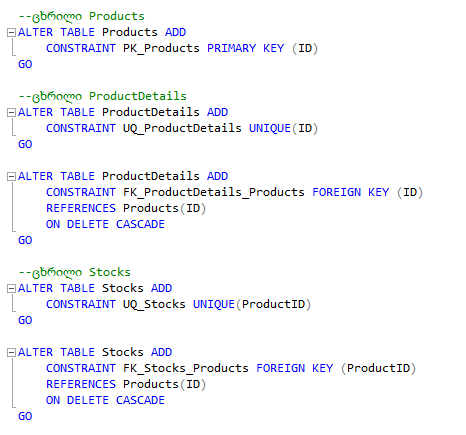 --ცხრილი Products
ALTER TABLE Products ADD
CONSTRAINT PK_Products PRIMARY KEY (ID)
GO
--ცხრილი ProductDetails
ALTER TABLE ProductDetails ADD
CONSTRAINT UQ_ProductDetails UNIQUE(ID)
GO
ALTER TABLE ProductDetails ADD
CONSTRAINT FK_ProductDetails_Products FOREIGN KEY (ID)
REFERENCES Products(ID)
ON DELETE CASCADE
GO
--ცხრილი Stocks
ALTER TABLE Stocks ADD
CONSTRAINT UQ_Stocks UNIQUE(ProductID)
GO
ALTER TABLE Stocks ADD
CONSTRAINT FK_Stocks_Products FOREIGN KEY (ProductID)
REFERENCES Products(ID)
ON DELETE CASCADE
GO